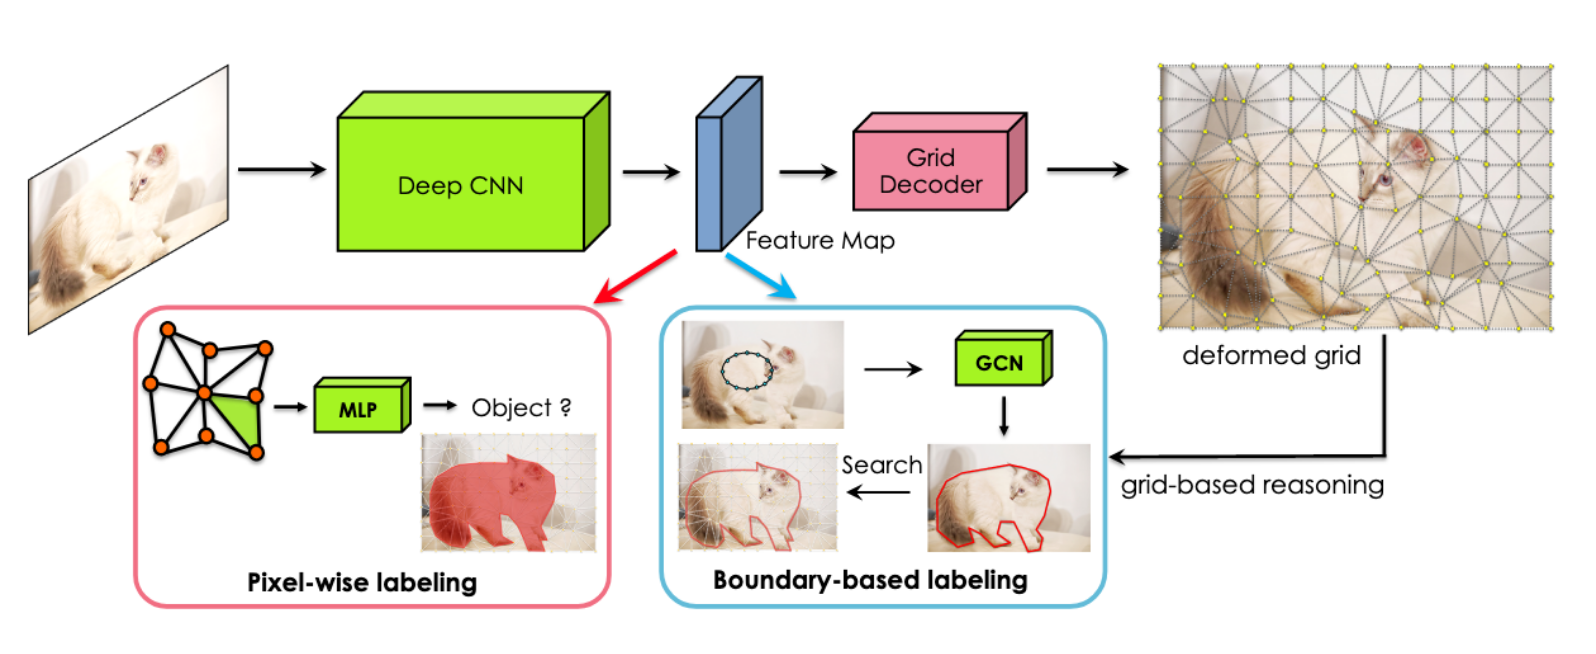 Deep CNN
Feature Map
Grid
Decoder
deformed grid
MLP
Object ?
Pixel-wise labeling
GCN
Search
Boundary-based labeling
grid-based reasoning